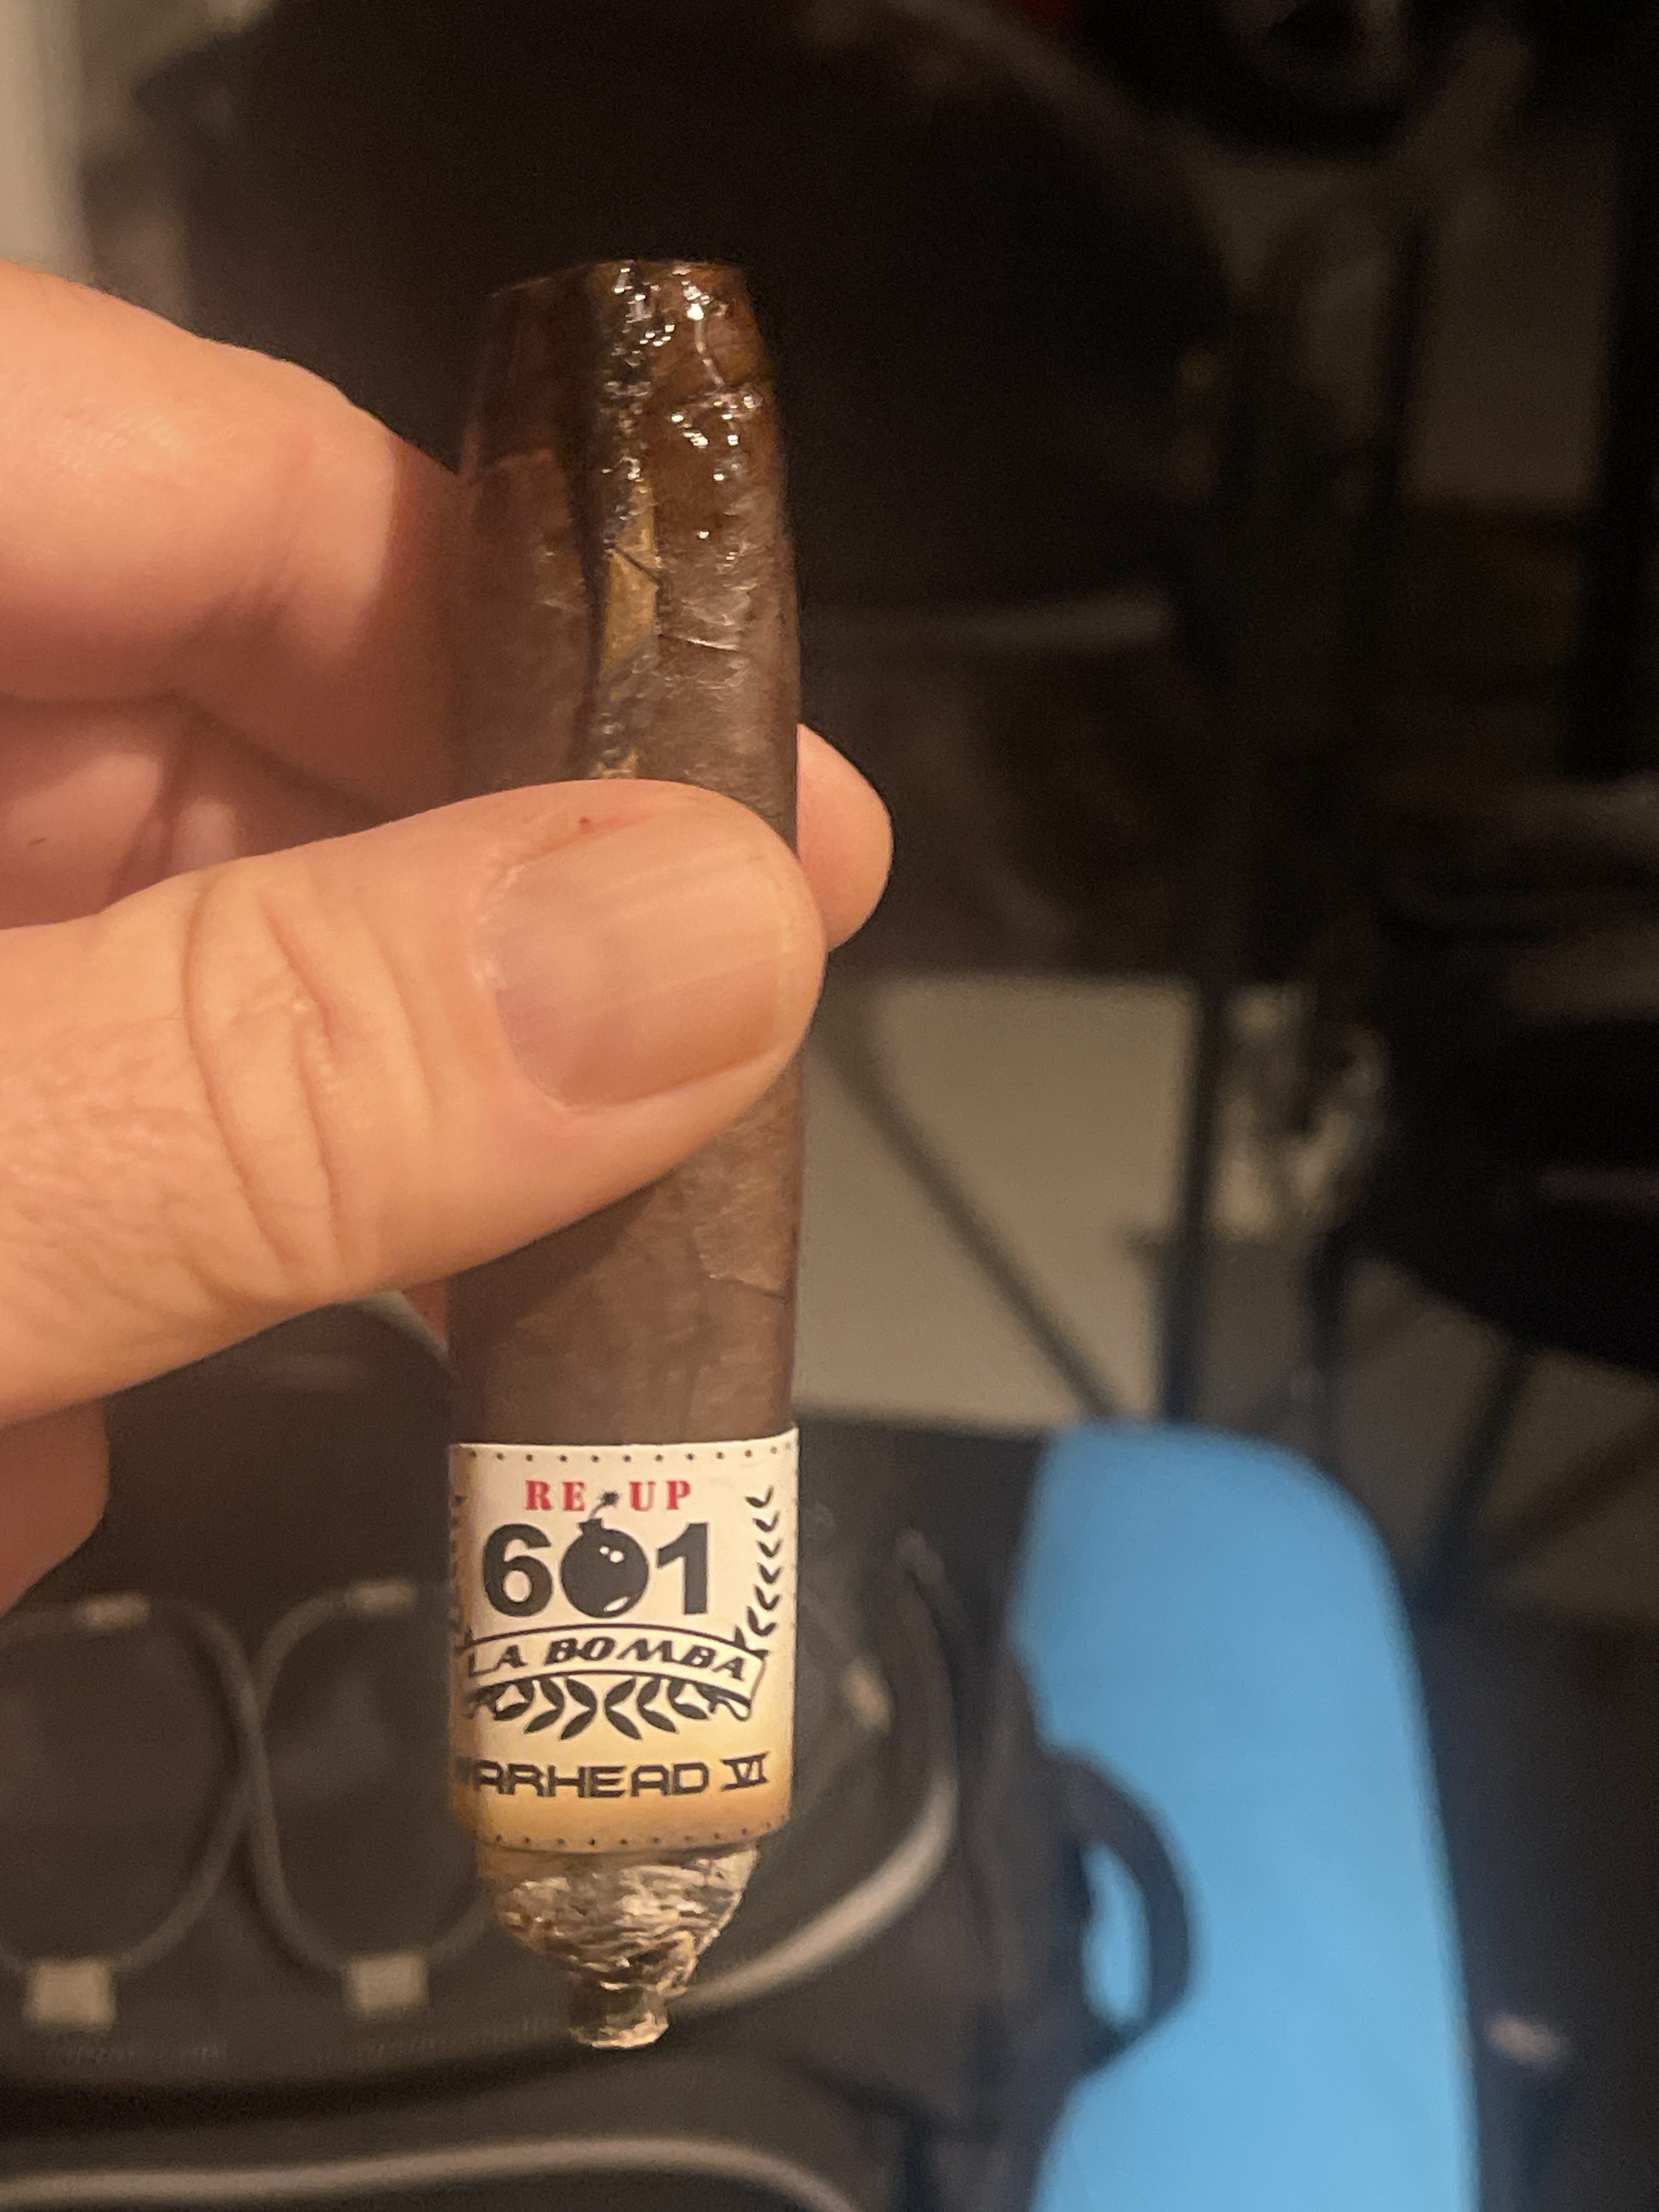 RE UP
601
LA BOMBA
WARHEAD VI